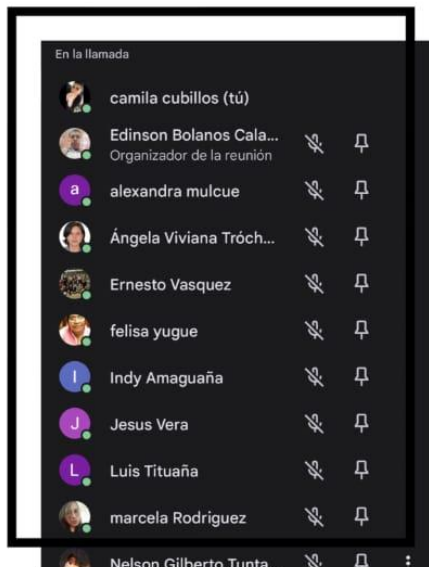 En la llamada
camila cubillos (tú)
Edinson Bolanos Cala...
Organizador de la reunión
a
alexandra mulcue
Ángela Viviana Tróch...
Ernesto Vasquez
felisa yugue
I
Indy Amaguaña
J
Jesus Vera
L
Luis Tituaña
marcela Rodriguez
Nelson Gilberto Tunta